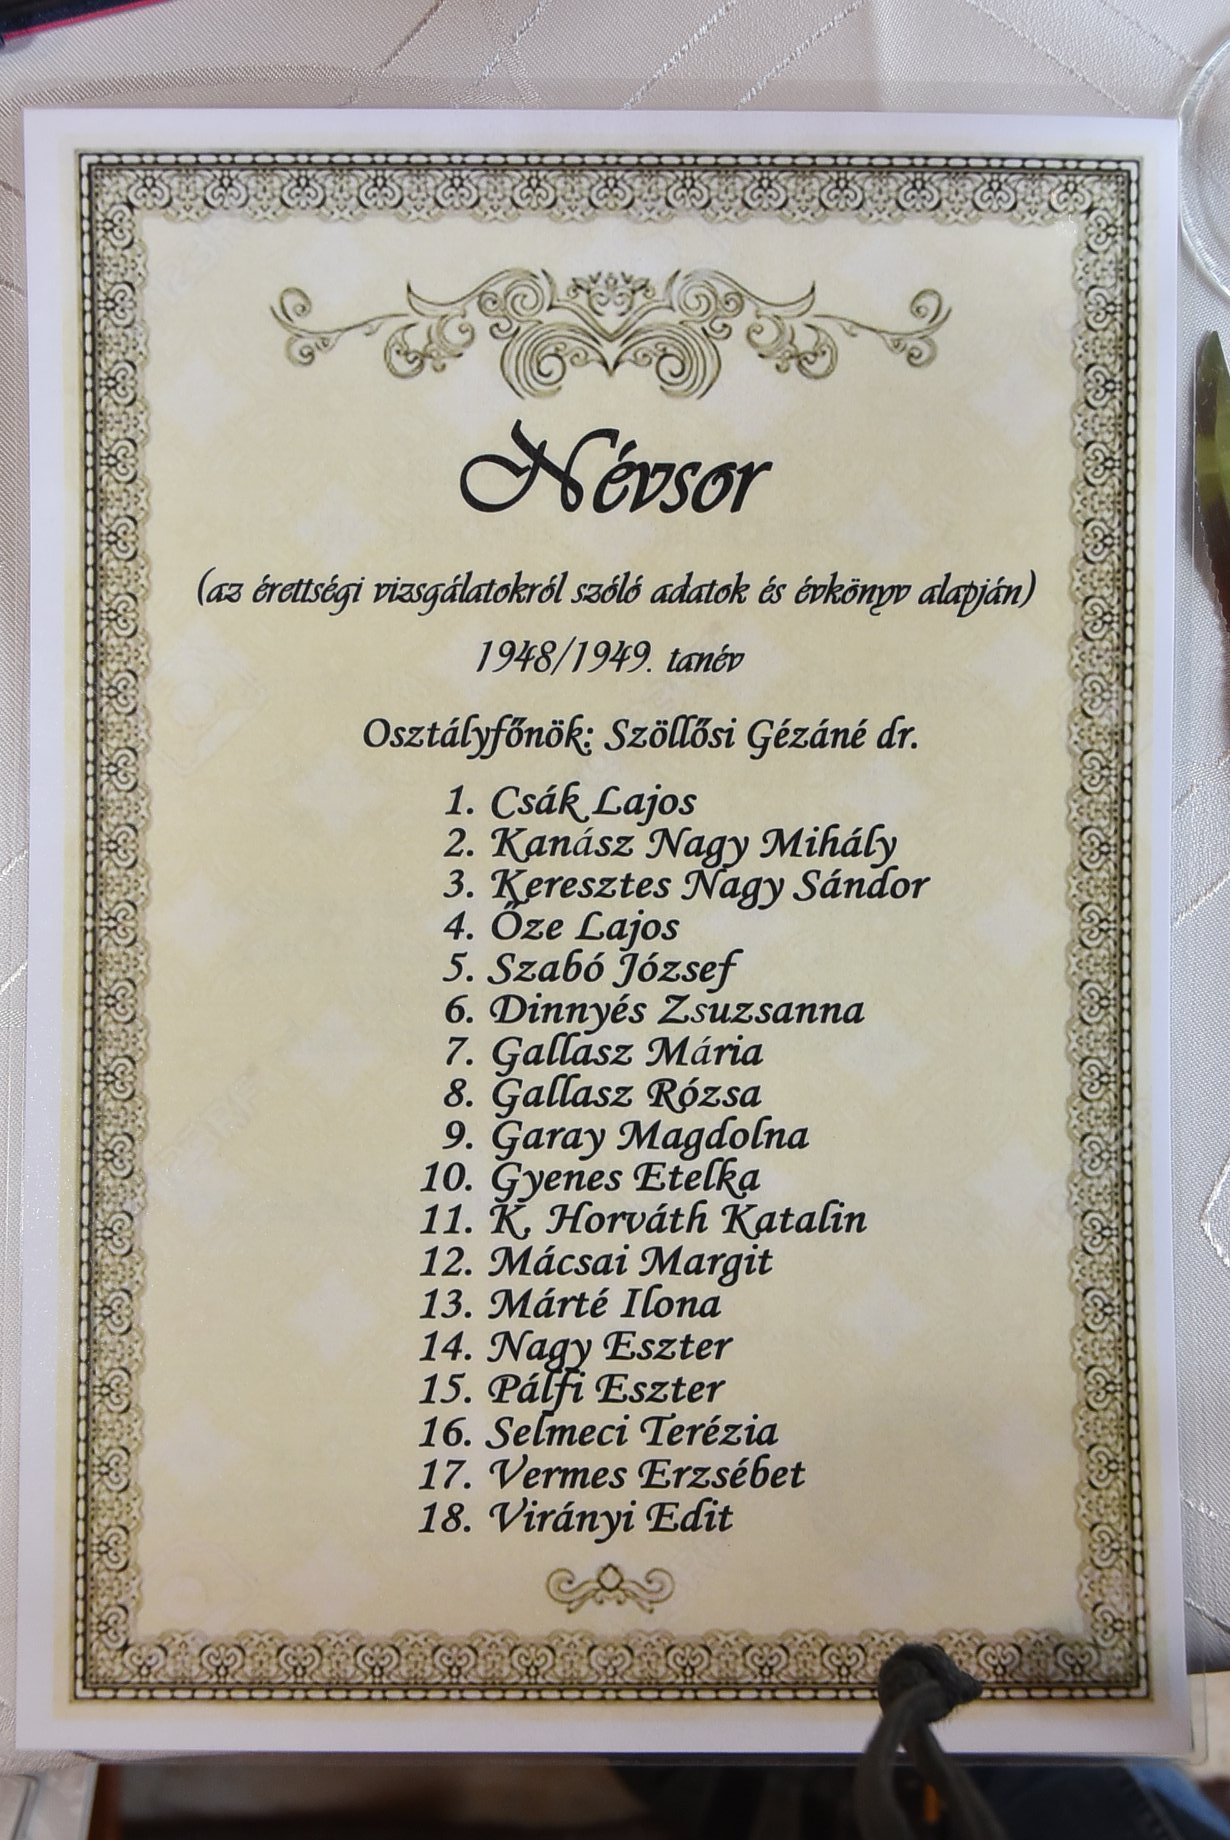 Névsor
(az érettségi vizsgálatokról szóló adatok és évkönyv alapján)
1948/1949. tanév
Osztályfőnök: Szöllősi Gézáné dr.
1. Csák Lajos
2. Kanász Nagy Mihály
3. Keresztes Nagy Sándor
4. Őze Lajos
5. Szabó József
6. Dinnyés Zsuzsanna
7. Gallasz Mária
8. Gallasz Rózsa
9. Garay Magdolna
10. Gyenes Etelka
11. K. Horváth Katalin
12. Mácsai Margit
13. Márté Ilona
14. Nagy Eszter
15. Pálfi Eszter
16. Selmeci Terézia
17. Vermes Erzsébet
18. Virányi Edit